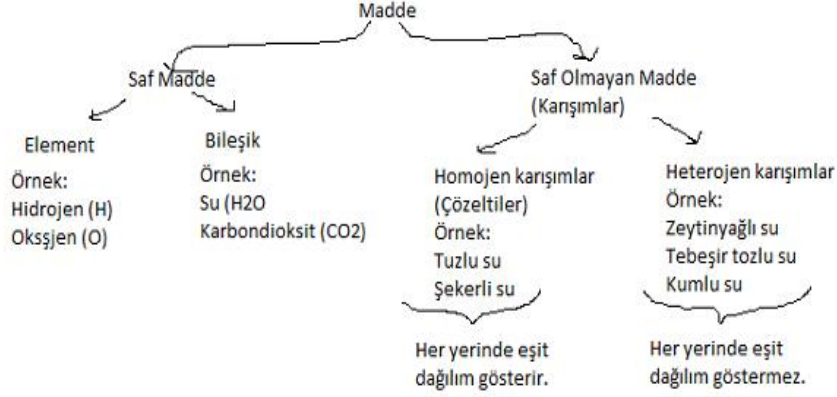 Madde
Saf Madde
Saf Olmayan Madde
(Karışımlar)
Element
Örnek:
Hidrojen (H)
Oksşjen (O)
Bileşik
Örnek:
Su (H2O
Karbondioksit (CO2)
Homojen karışımlar
(Çözeltiler)
Örnek:
Tuzlu su
Şekerli su
Her yerinde eşit
dağılım gösterir.
Heterojen karışımlar
Örnek:
Zeytinyağlı su
Tebeşir tozlu su
Kumlu su
Her yerinde eşit
dağılım göstermez.